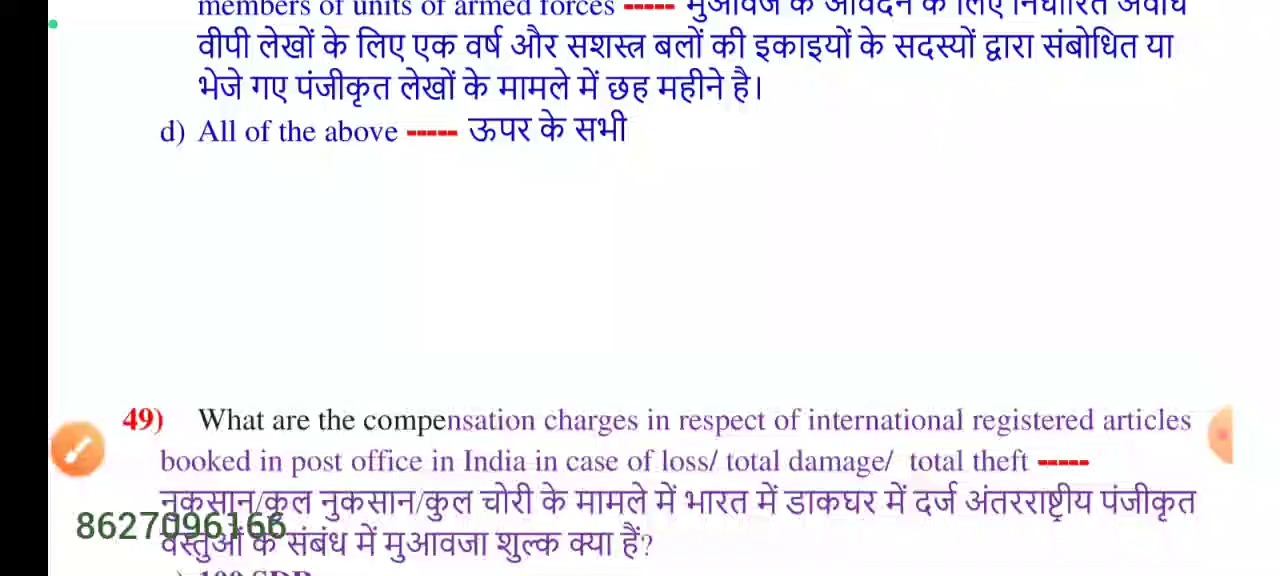 members of units of armed forces ----- मुआवजे के आवेदन के लिए निर्धारित अवधि
वीपी लेखों के लिए एक वर्ष और सशस्त्र बलों की इकाइयों के सदस्यों द्वारा संबोधित या
भेजे गए पंजीकृत लेखों के मामले में छह महीने है।
d) All of the above ----- ऊपर के सभी
49) What are the compensation charges in respect of international registered articles
booked in post office in India in case of loss/ total damage/ total theft -----
नुकसान/कुल नुकसान/कुल चोरी के मामले में भारत में डाकघर में दर्ज अंतरराष्ट्रीय पंजीकृत
8627096166
वस्तुओं के संबंध में मुआवजा शुल्क क्या हैं?
100 SDR